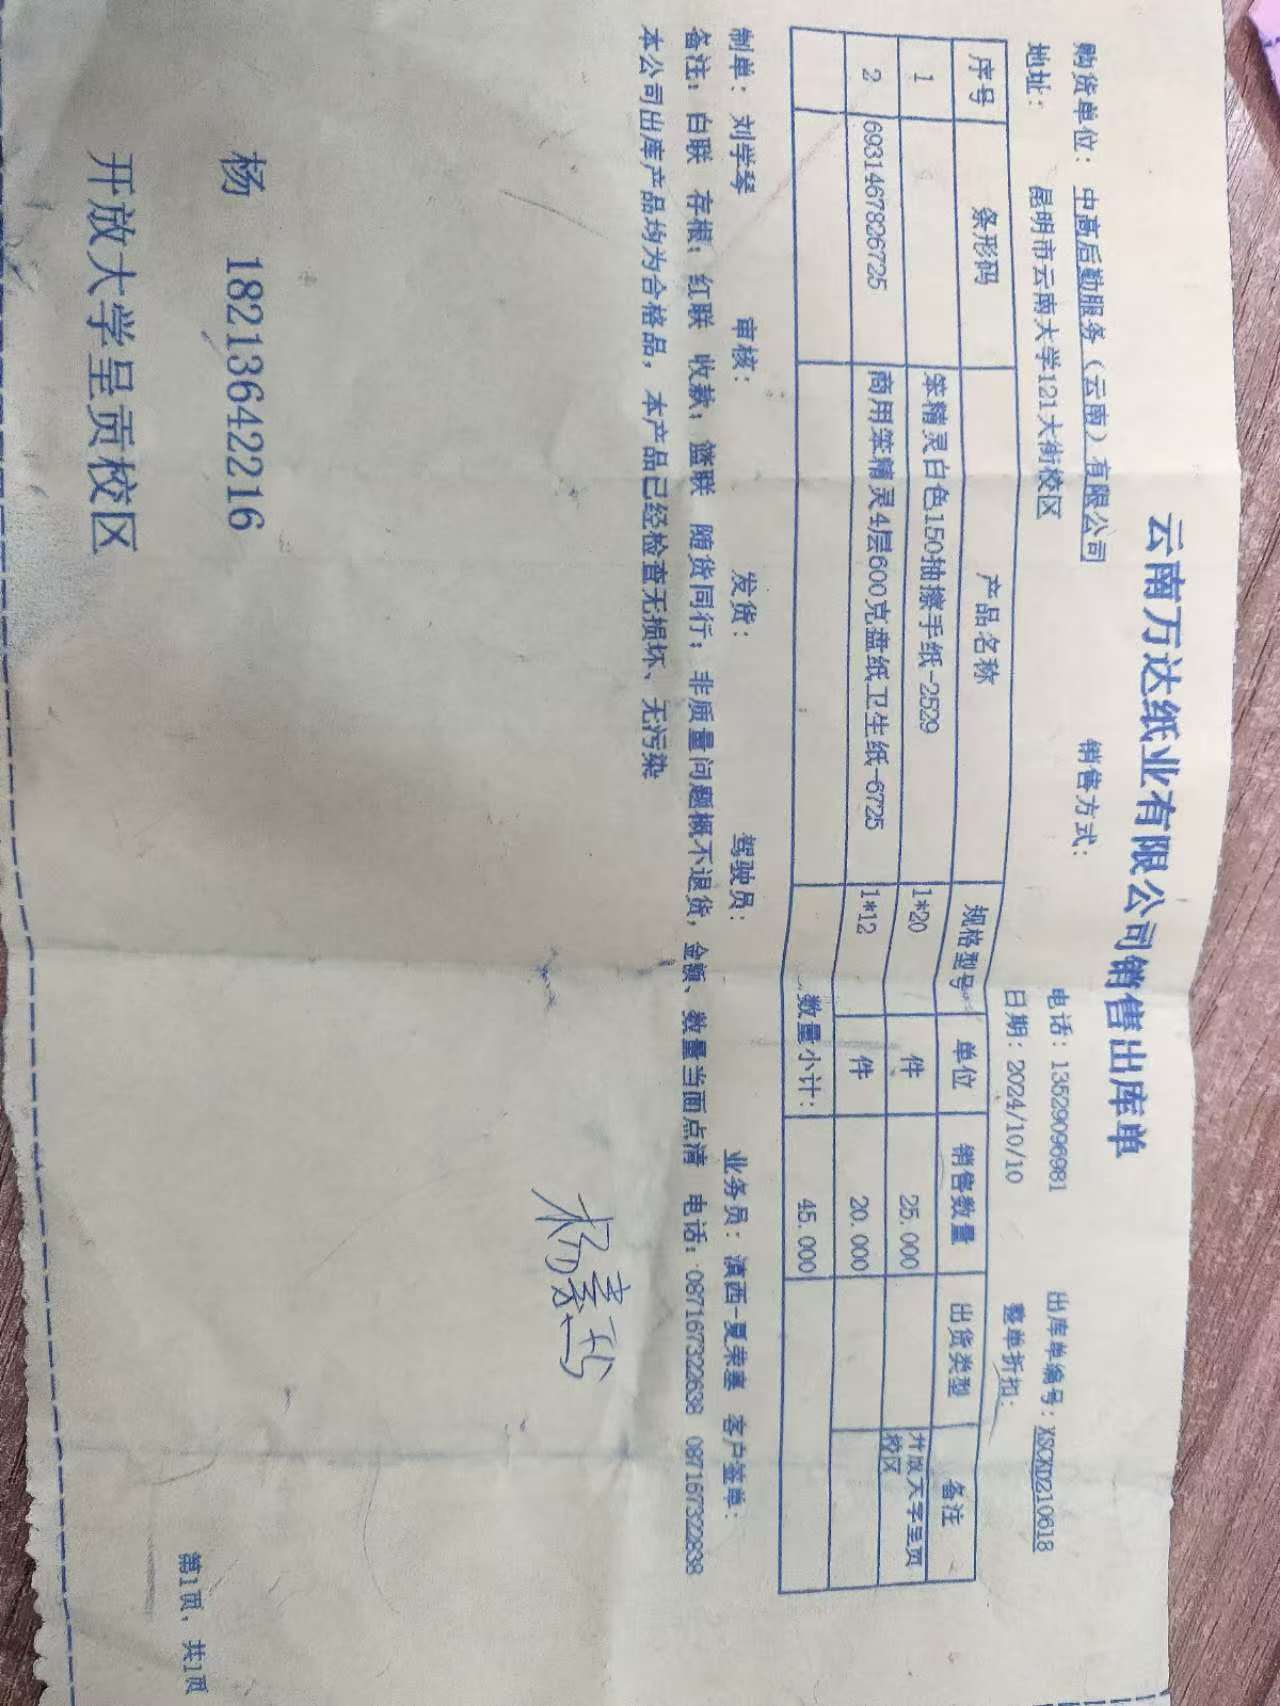 云南万达纸业有限公司销售出库单
购货单位： 中高后勤服务（云南）有限公司 销售方式： 电话：13529096981 出库单编号：XSCKD210618
地址： 昆明市云南大学121大街校区 日期：2024/10/10 整单折扣：
序号 条形码 产品名称 规格型号 单位 销售数量 出货类型 备注
1 笨精灵白色150抽擦手纸-2529 1*20 件 25.000 开放大学呈贡校区
2 6931467826725 商用笨精灵4层600克盘纸卫生纸-6725 1*12 件 20.000
数量小计： 45.000
制单：刘学琴 审核： 发货： 驾驶员： 业务员：滇西-夏荣 客户签单：
备注：白联 存根；红联 收款；篮联 随货同行；非质量问题概不退货，金额、数量当面点清 电话：087167322638 087167322838
本公司出库产品均为合格品，本产品已经检查无损坏、无污染
杨 18213642216
开放大学呈贡校区
第1页，共1页